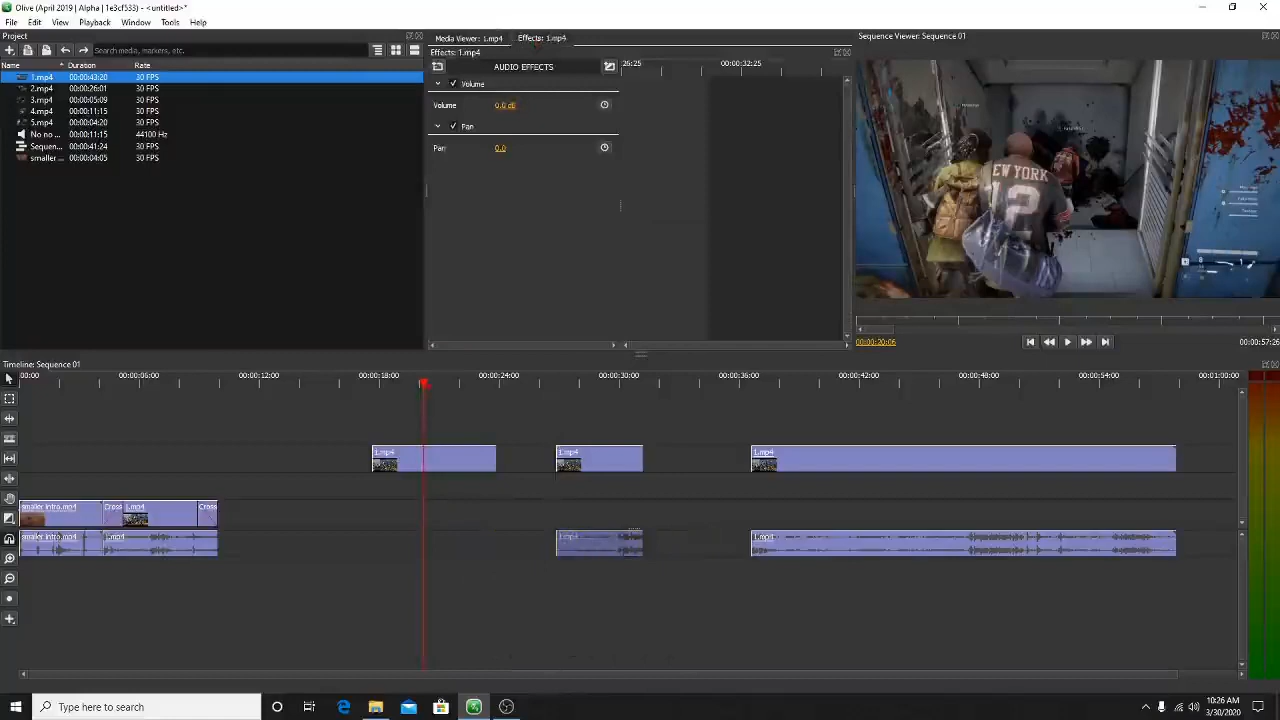 Olive (April 2019 | Alpha | 1e3cf533) - <untitled>*
File Edit View Playback Window Tools Help
Project
Search media, markers, etc.
Name Duration Rate
1.mp4 00:00:43:20 30 FPS
2.mp4 00:00:26:01 30 FPS
3.mp4 00:00:05:09 30 FPS
4.mp4 00:00:11:15 30 FPS
5.mp4 00:00:04:20 30 FPS
No no ... 00:00:11:15 44100 Hz
Sequen... 00:00:41:24 30 FPS
smaller ... 00:00:04:05 30 FPS
Media Viewer: 1.mp4 Effects: 1.mp4
Effects: 1.mp4
AUDIO EFFECTS
26:25 00:00:32:25
Volume
Volume 0.0 dB
Pan
Pan 0.0
Sequence Viewer: Sequence 01
NEW YORK
12
00:00:20:06
00:00:57:26
Timeline: Sequence 01
00:00 00:00:06:00 00:00:12:00 00:00:18:00 00:00:24:00 00:00:30:00 00:00:36:00 00:00:42:00 00:00:48:00 00:00:54:00 00:01:00:00
1.mp4 1.mp4 1.mp4
smaller intro.mp4 Cross 1.mp4 Cross
smaller intro.mp4 1.mp4 1.mp4 1.mp4
Type here to search
10:26 AM
3/30/2020